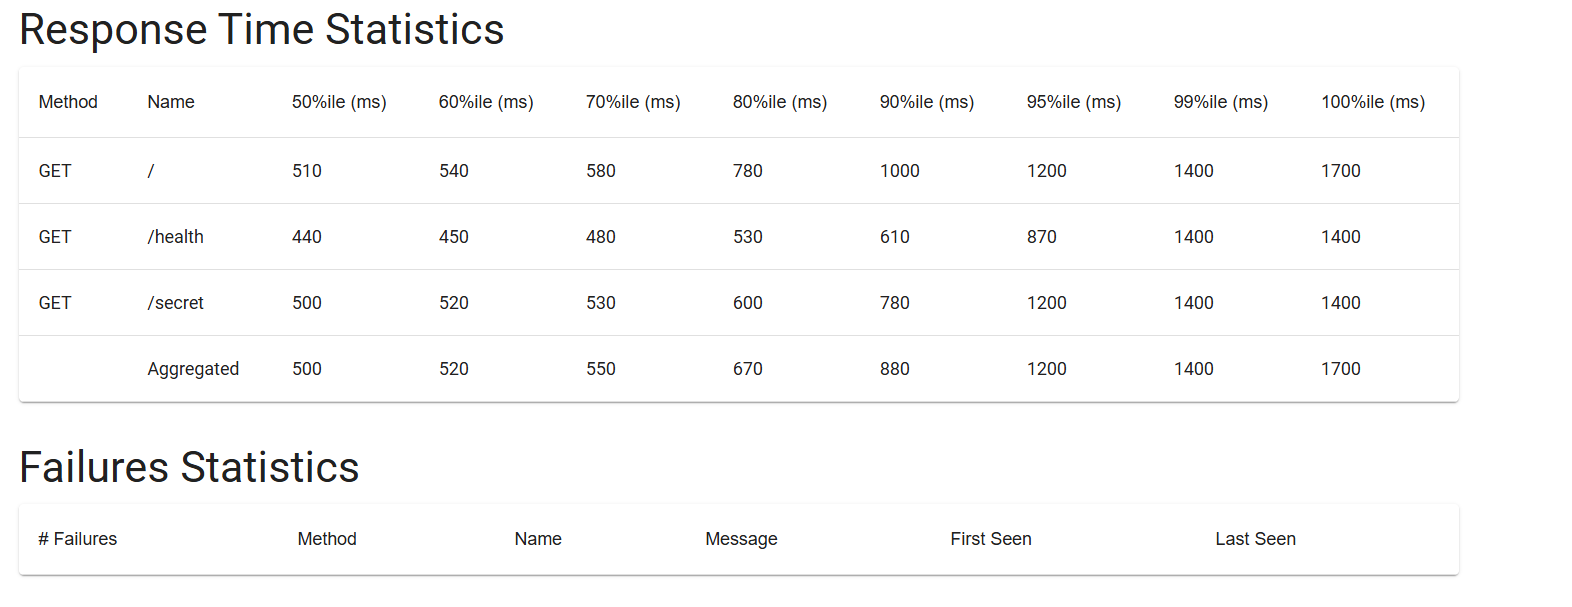 Response Time Statistics
Method Name 50%ile (ms) 60%ile (ms) 70%ile (ms) 80%ile (ms) 90%ile (ms) 95%ile (ms) 99%ile (ms) 100%ile (ms)
GET / 510 540 580 780 1000 1200 1400 1700
GET /health 440 450 480 530 610 870 1400 1400
GET /secret 500 520 530 600 780 1200 1400 1400
Aggregated 500 520 550 670 880 1200 1400 1700
Failures Statistics
# Failures Method Name Message First Seen Last Seen